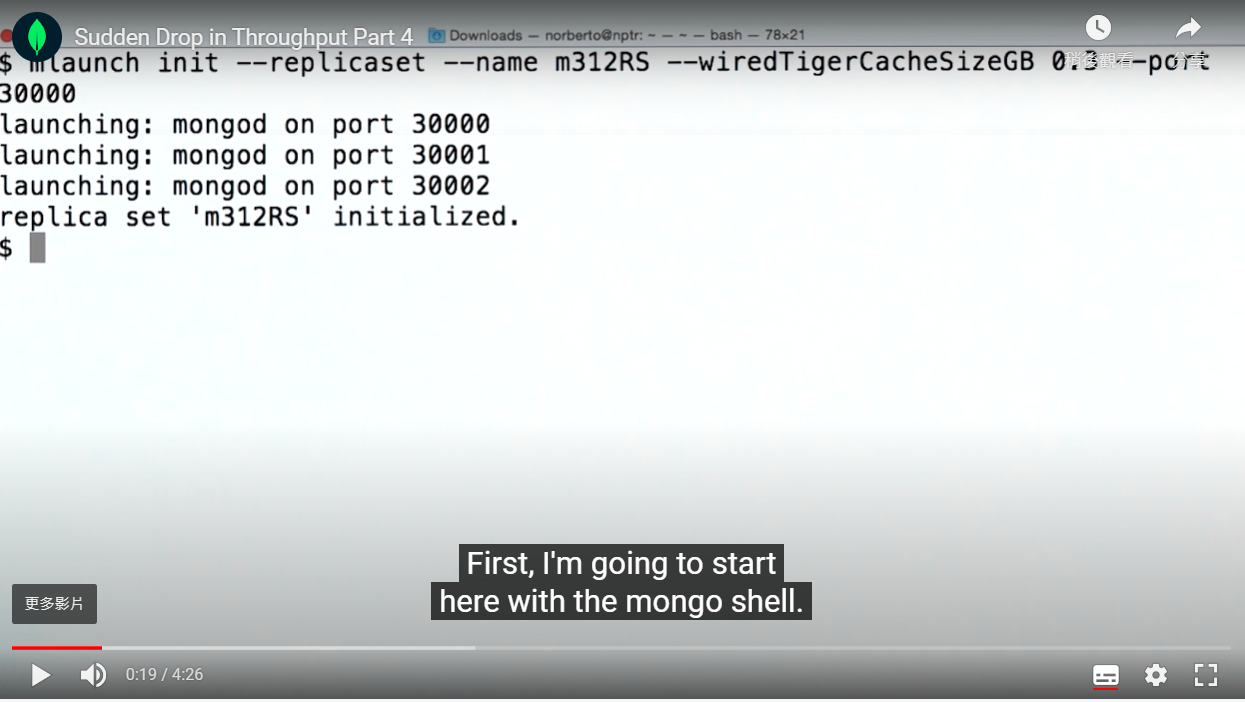 Sudden Drop in Throughput Part 4
Downloads — norberto@nptr: ~ — ~ — bash — 78×21
稍後觀看
分享
$ mlaunch init --replicaset --name m312RS --wiredTigerCacheSizeGB 0.3 --port
30000
launching: mongod on port 30000
launching: mongod on port 30001
launching: mongod on port 30002
replica set 'm312RS' initialized.
$
First, I'm going to start
here with the mongo shell.
更多影片
0:19 / 4:26